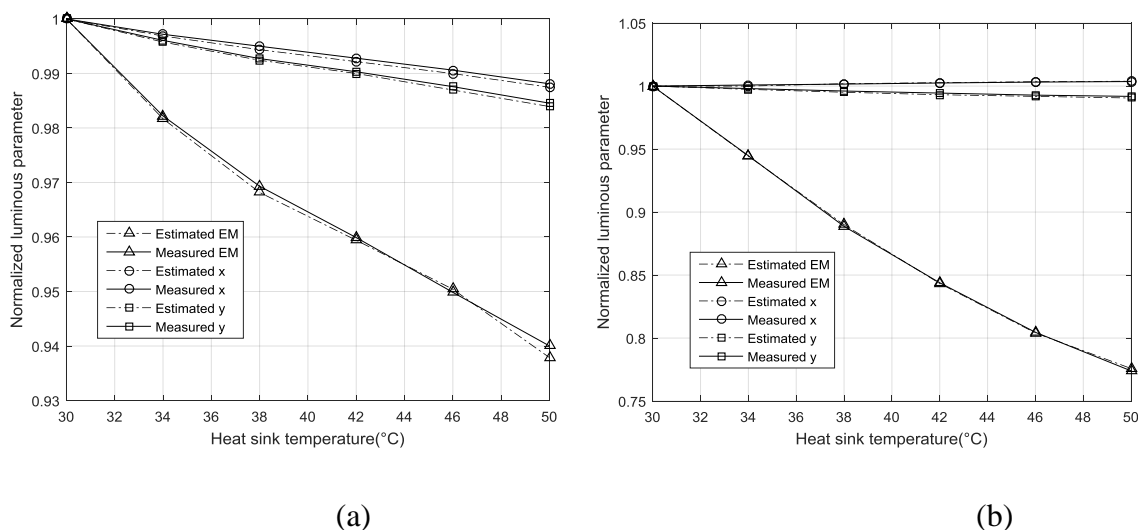 1
0.99
0.98
0.97
0.96
0.95
0.94
0.93
Normalized luminous parameter
Estimated EM
Measured EM
Estimated x
Measured x
Estimated y
Measured y
30 32 34 36 38 40 42 44 46 48 50
Heat sink temperature(°C)
(a)
1.05
1
0.95
0.9
0.85
0.8
0.75
Normalized luminous parameter
Estimated EM
Measured EM
Estimated x
Measured x
Estimated y
Measured y
30 32 34 36 38 40 42 44 46 48 50
Heat sink temperature(°C)
(b)